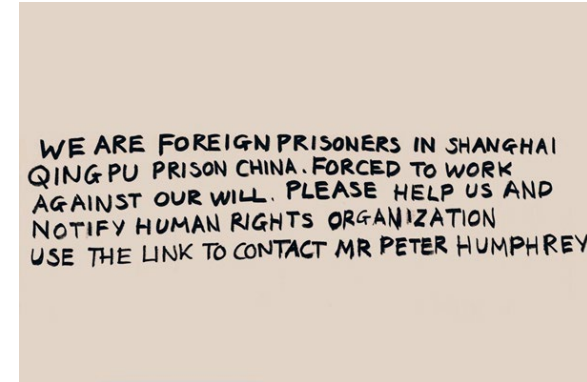 WE ARE FOREIGN PRISONERS IN SHANGHAI
QINGPU PRISON CHINA. FORCED TO WORK
AGAINST OUR WILL. PLEASE HELP US AND
NOTIFY HUMAN RIGHTS ORGANIZATION
USE THE LINK TO CONTACT MR PETER HUMPHREY